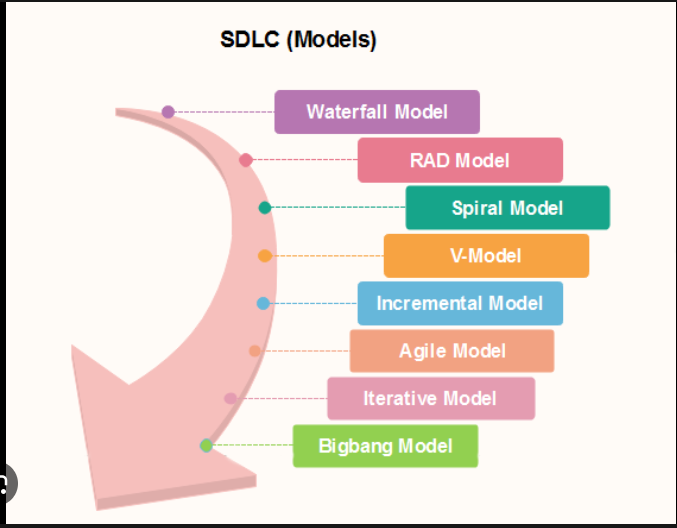 SDLC (Models)
Waterfall Model
RAD Model
Spiral Model
V-Model
Incremental Model
Agile Model
Iterative Model
Bigbang Model